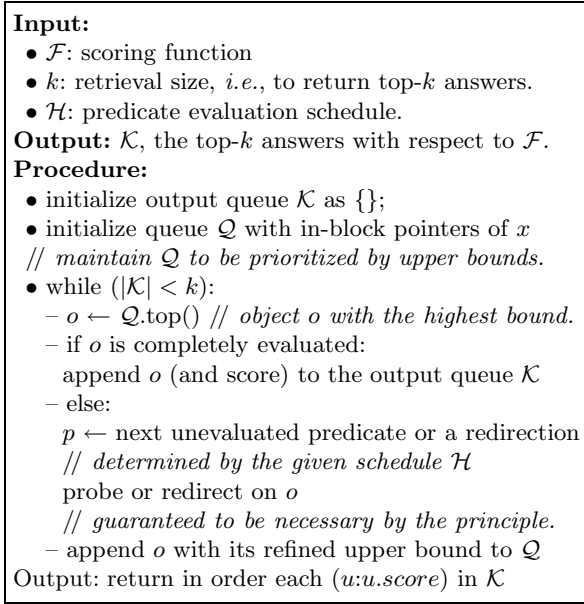 Input:
• 𝓕: scoring function
• k: retrieval size, i.e., to return top-k answers.
• 𝓗: predicate evaluation schedule.
Output: 𝓚, the top-k answers with respect to 𝓕.
Procedure:
• initialize output queue 𝓚 as {};
• initialize queue 𝓠 with in-block pointers of x
// maintain 𝓠 to be prioritized by upper bounds.
• while (|𝓚| < k):
– o ← 𝓠.top() // object o with the highest bound.
– if o is completely evaluated:
append o (and score) to the output queue 𝓚
– else:
p ← next unevaluated predicate or a redirection
// determined by the given schedule 𝓗
probe or redirect on o
// guaranteed to be necessary by the principle.
– append o with its refined upper bound to 𝓠
Output: return in order each (u:u.score) in 𝓚